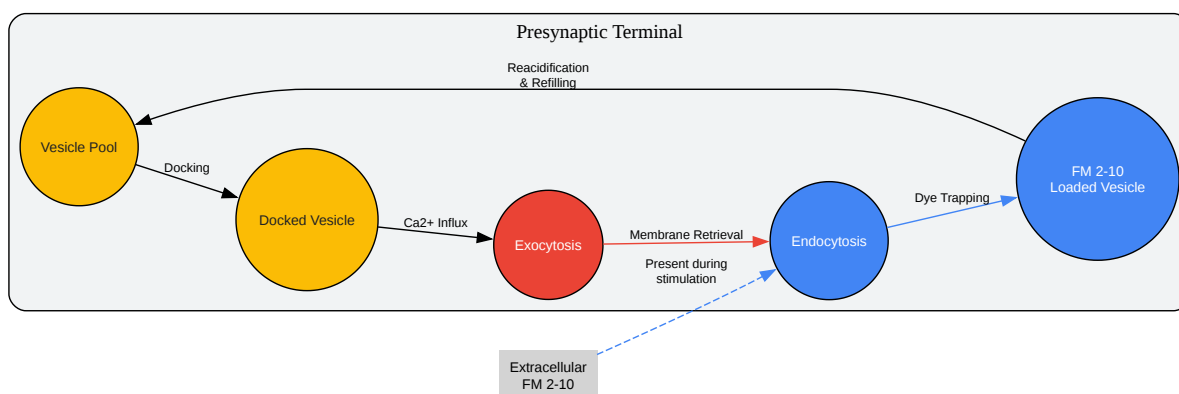 Presynaptic Terminal
Reacidification
& Refilling
Vesicle Pool
Docking
Docked Vesicle
Ca2+ Influx
Exocytosis
Membrane Retrieval
Present during
stimulation
Endocytosis
Dye Trapping
FM 2-10
Loaded Vesicle
Extracellular
FM 2-10